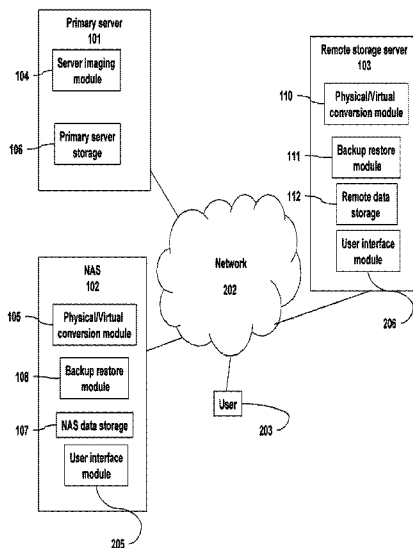 Primary server
101
104
Server imaging
module
106
Primary server
storage
Remote storage server
103
110
Physical/Virtual
conversion module
111
Backup restore
module
112
Remote data
storage
User interface
module
206
Network
202
NAS
102
105
Physical/Virtual
conversion module
108
Backup restore
module
107
NAS data storage
User interface
module
205
User
203